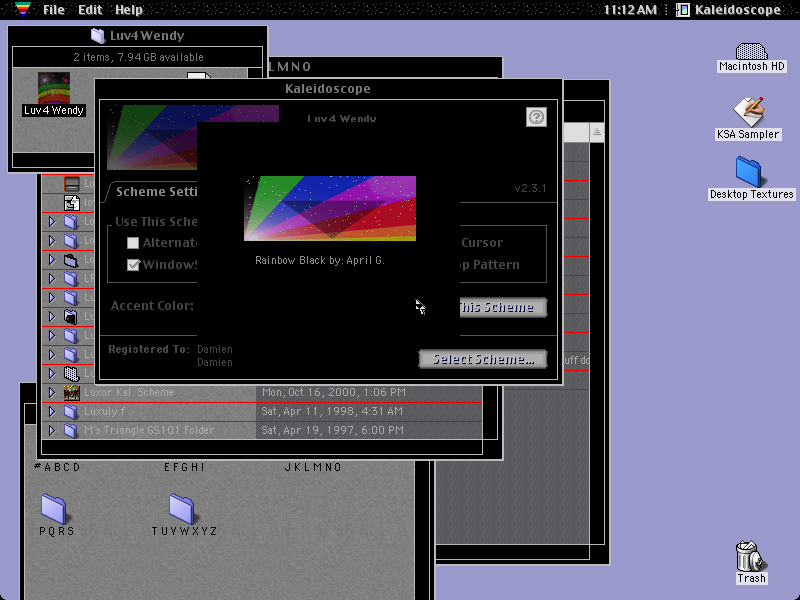 File Edit Help
11:12 AM
Kaleidoscope
Luv4 Wendy
2 items, 7.94 GB available
Luv4 Wendy
LMNO
Kaleidoscope
Luv4 Wendy
Macintosh HD
KSA Sampler
Desktop Textures
Scheme Setti
v2.3.1
Use This Sche
Alternate
Cursor
Windows
p Pattern
Rainbow Black by: April G.
Accent Color:
This Scheme
Registered To: Damien
Damien
Select Scheme...
uff do
Luxor Kal. Scheme Mon, Oct 16, 2000, 1:06 PM
Luxuly.f Sat, Apr 11, 1998, 4:31 AM
M's Triangle GS1.01 Folder Sat, Apr 19, 1997, 6:00 PM
#ABCD EFGHI JKLMNO
PQRS TUVWXYZ
Trash